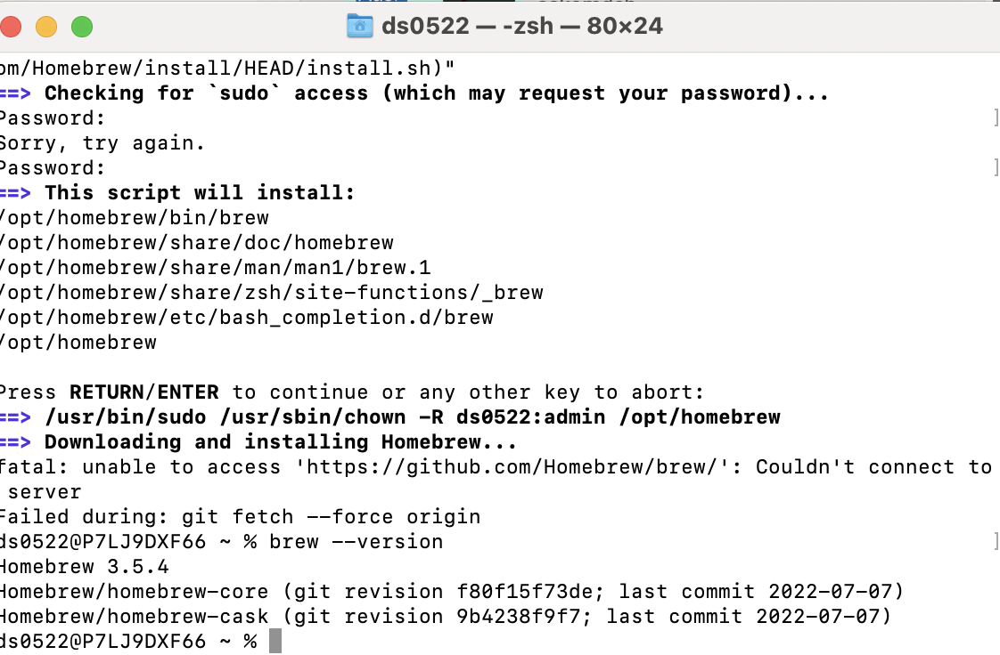 ds0522 — -zsh — 80×24
om/Homebrew/install/HEAD/install.sh)"
==> Checking for `sudo` access (which may request your password)...
Password:
Sorry, try again.
Password:
==> This script will install:
/opt/homebrew/bin/brew
/opt/homebrew/share/doc/homebrew
/opt/homebrew/share/man/man1/brew.1
/opt/homebrew/share/zsh/site-functions/_brew
/opt/homebrew/etc/bash_completion.d/brew
/opt/homebrew
Press RETURN/ENTER to continue or any other key to abort:
==> /usr/bin/sudo /usr/sbin/chown -R ds0522:admin /opt/homebrew
==> Downloading and installing Homebrew...
fatal: unable to access 'https://github.com/Homebrew/brew/': Couldn't connect to
server
Failed during: git fetch --force origin
ds0522@P7LJ9DXF66 ~ % brew --version
Homebrew 3.5.4
Homebrew/homebrew-core (git revision f80f15f73de; last commit 2022-07-07)
Homebrew/homebrew-cask (git revision 9b4238f9f7; last commit 2022-07-07)
ds0522@P7LJ9DXF66 ~ %